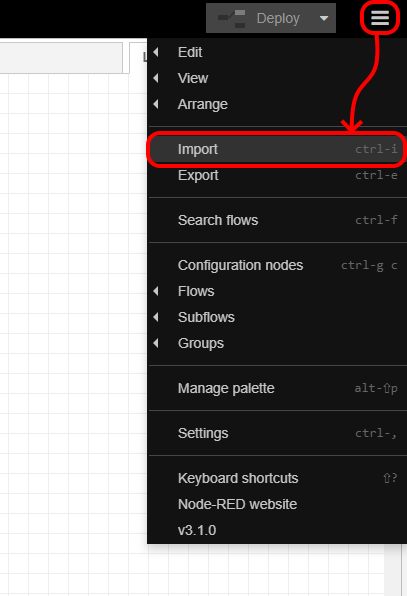 Deploy
Edit
View
Arrange
Import ctrl-i
Export ctrl-e
Search flows ctrl-f
Configuration nodes ctrl-g c
Flows
Subflows
Groups
Manage palette alt-⇧p
Settings ctrl-,
Keyboard shortcuts ⇧?
Node-RED website
v3.1.0